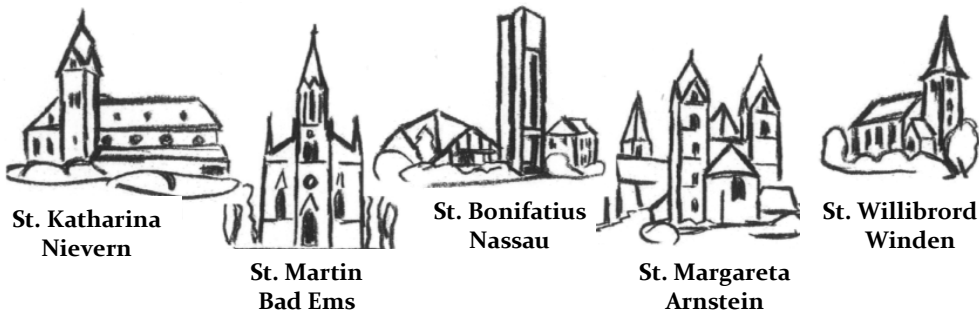 St. Katharina
Nievern
St. Martin
Bad Ems
St. Bonifatius
Nassau
St. Margareta
Arnstein
St. Willibrord
Winden